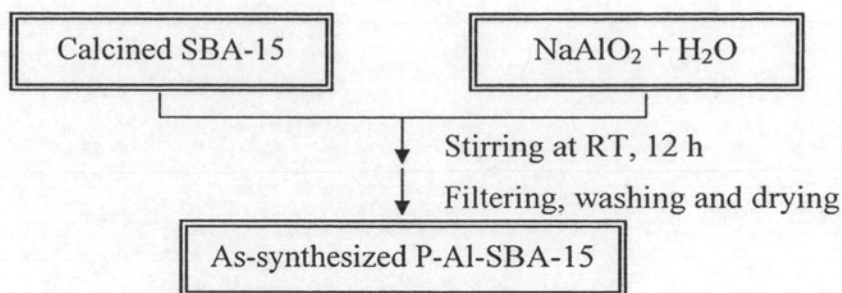 Calcined SBA-15
NaAlO₂ + H₂O
Stirring at RT, 12 h
Filtering, washing and drying
As-synthesized P-Al-SBA-15